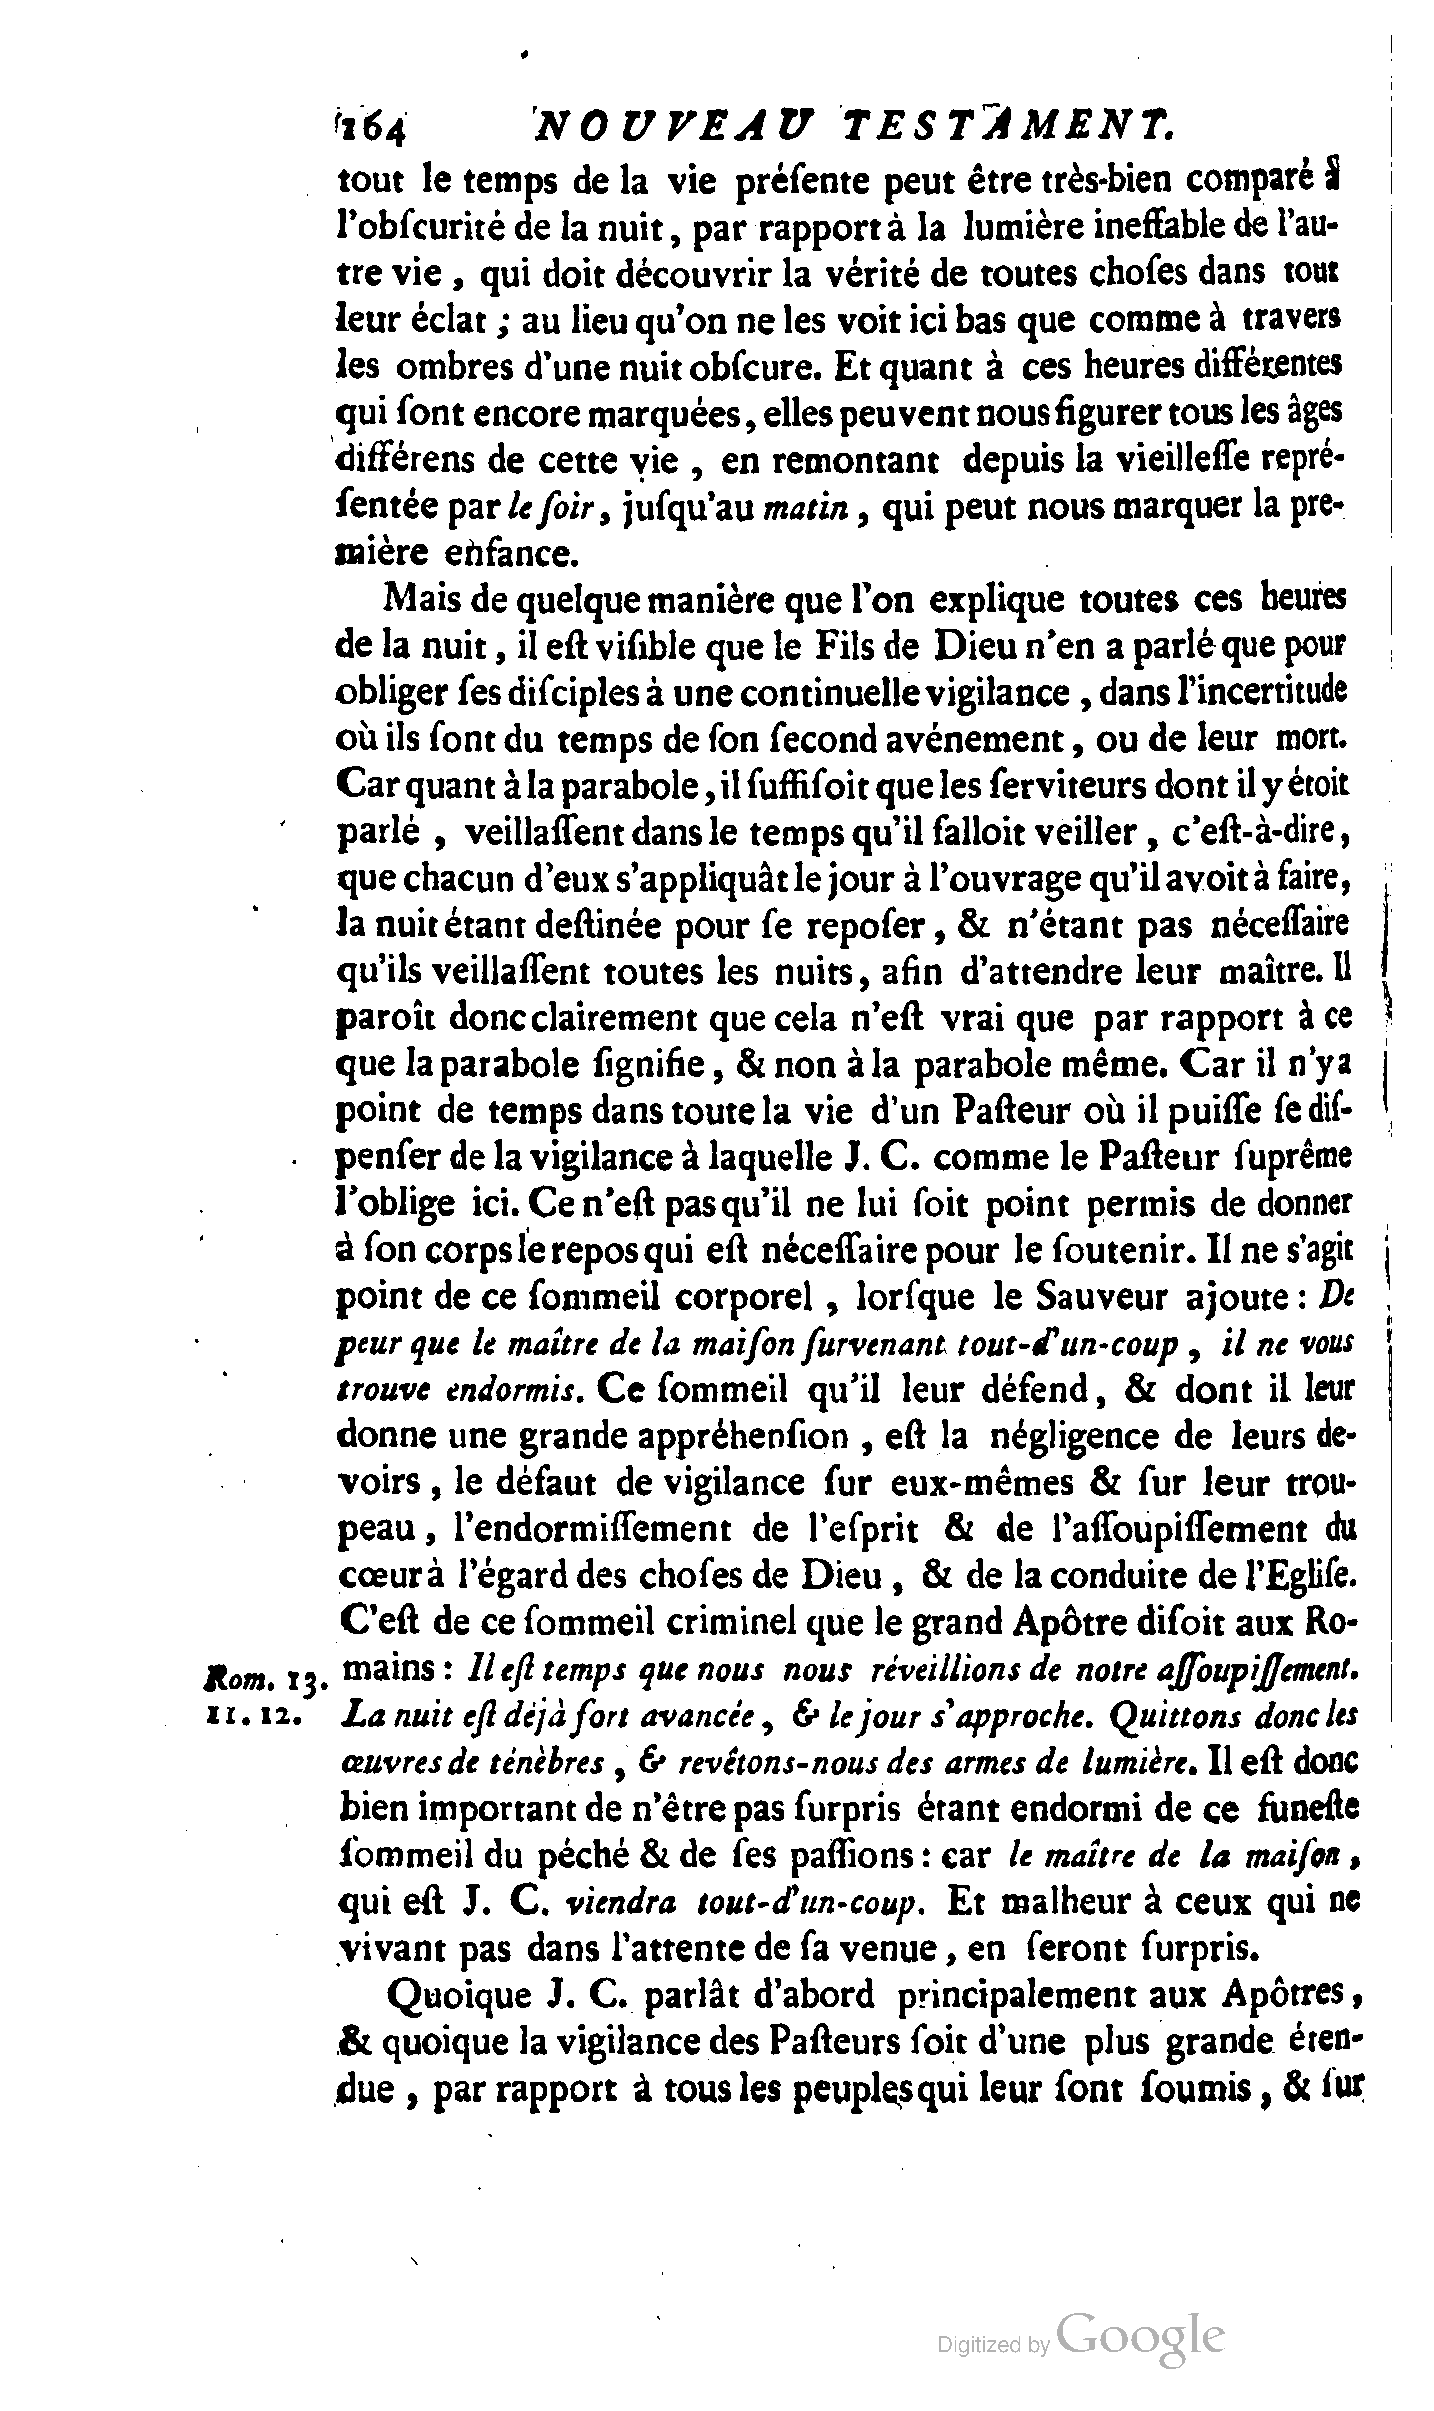 164 NOUVEAU TESTAMENT.
tout le temps de la vie préſente peut être très-bien comparé à
l'obſcurité de la nuit, par rapport à la lumière ineffable de l'au-
tre vie, qui doit découvrir la vérité de toutes choſes dans tout
leur éclat ; au lieu qu'on ne les voit ici bas que comme à travers
les ombres d'une nuit obſcure. Et quant à ces heures différentes
qui ſont encore marquées, elles peuvent nous figurer tous les âges
différens de cette vie, en remontant depuis la vieilleſſe repré-
ſentée par le ſoir, juſqu'au matin, qui peut nous marquer la pre-
mière enfance.
Mais de quelque manière que l'on explique toutes ces heures
de la nuit, il eſt viſible que le Fils de Dieu n'en a parlé que pour
obliger ſes diſciples à une continuelle vigilance, dans l'incertitude
où ils ſont du temps de ſon ſecond avénement, ou de leur mort.
Car quant à la parabole, il ſuffiſoit que les ſerviteurs dont il y étoit
parlé, veillaſſent dans le temps qu'il falloit veiller, c'eſt-à-dire,
que chacun d'eux s'appliquât le jour à l'ouvrage qu'il avoit à faire,
la nuit étant deſtinée pour ſe repoſer, & n'étant pas néceſſaire
qu'ils veillaſſent toutes les nuits, afin d'attendre leur maître. Il
paroît donc clairement que cela n'eſt vrai que par rapport à ce
que la parabole ſignifie, & non à la parabole même. Car il n'y a
point de temps dans toute la vie d'un Paſteur où il puiſſe ſe diſ-
penſer de la vigilance à laquelle J. C. comme le Paſteur ſuprême
l'oblige ici. Ce n'eſt pas qu'il ne lui ſoit point permis de donner
à ſon corps le repos qui eſt néceſſaire pour le ſoutenir. Il ne s'agit
point de ce ſommeil corporel, lorſque le Sauveur ajoute : De
peur que le maître de la maiſon ſurvenant tout-d'un-coup, il ne vous
trouve endormis. Ce ſommeil qu'il leur défend, & dont il leur
donne une grande appréhenſion, eſt la négligence de leurs de-
voirs, le défaut de vigilance ſur eux-mêmes & ſur leur trou-
peau, l'endormiſſement de l'eſprit & de l'aſſoupiſſement du
cœur à l'égard des choſes de Dieu, & de la conduite de l'Egliſe.
C'eſt de ce ſommeil criminel que le grand Apôtre diſoit aux Ro-
Rom. 13. mains : Il eſt temps que nous nous réveillions de notre aſſoupiſſement.
11. 12. La nuit eſt déjà fort avancée, & le jour s'approche. Quittons donc les
œuvres de ténèbres, & revêtons-nous des armes de lumière. Il eſt donc
bien important de n'être pas ſurpris étant endormi de ce funeſte
ſommeil du péché & de ſes paſſions : car le maître de la maiſon,
qui eſt J. C. viendra tout-d'un-coup. Et malheur à ceux qui ne
vivant pas dans l'attente de ſa venue, en ſeront ſurpris.
Quoique J. C. parlât d'abord principalement aux Apôtres,
& quoique la vigilance des Paſteurs ſoit d'une plus grande éten-
due, par rapport à tous les peuples qui leur ſont ſoumis, & ſur
Digitized by Google